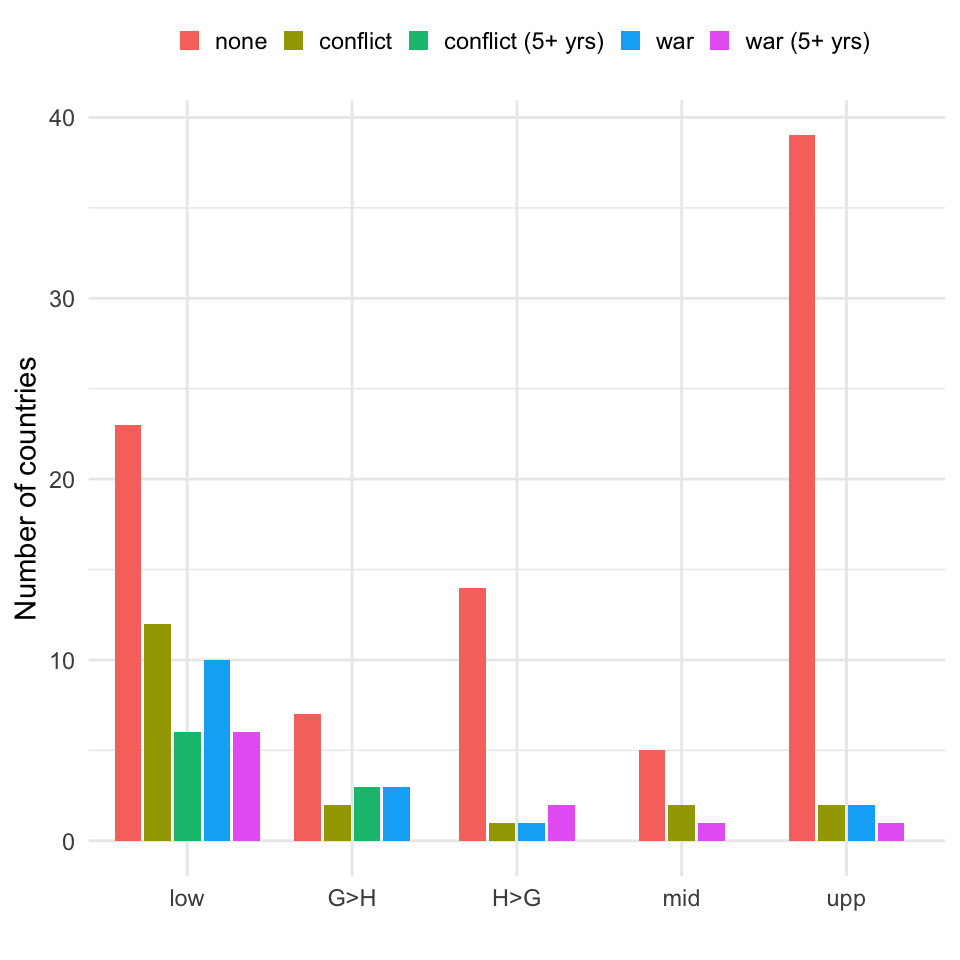 none conflict conflict (5+ yrs) war war (5+ yrs)
Number of countries
40
30
20
10
0
low G>H H>G mid upp